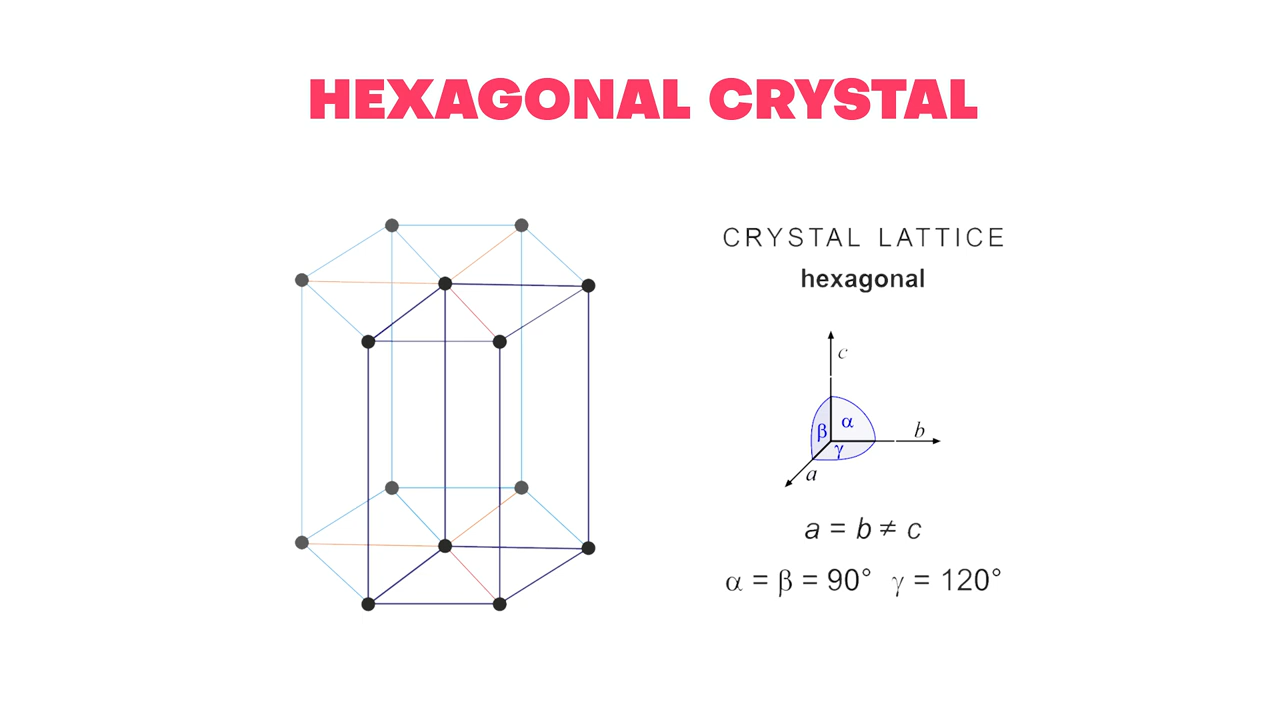 HEXAGONAL CRYSTAL
CRYSTAL LATTICE
hexagonal
c
α
β
b
γ
a
a = b ≠ c
α = β = 90° γ = 120°